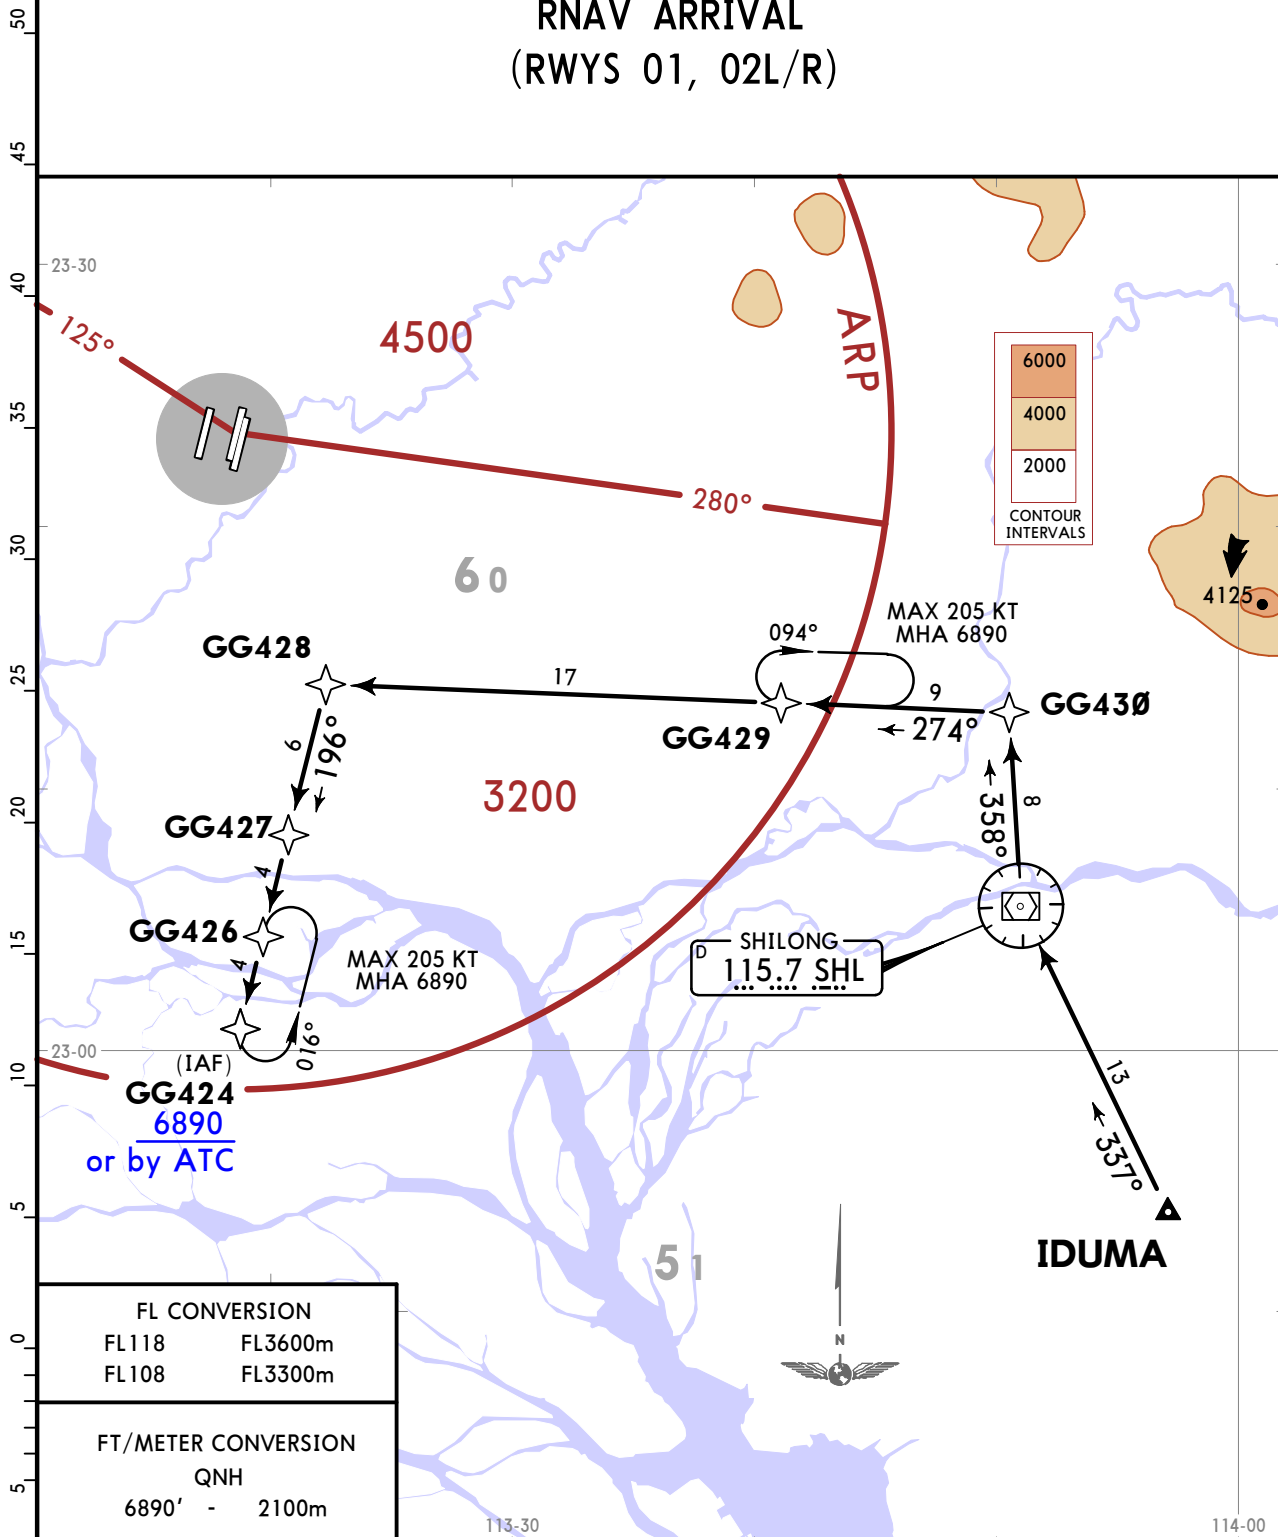 RNAV ARRIVAL
(RWYS 01, 02L/R)
50
45
40
35
30
25
20
15
10
5
0
5
23-30
125°
4500
ARP
280°
6000
4000
2000
CONTOUR
INTERVALS
4125
60
MAX 205 KT
MHA 6890
094°
GG428
17
9
GG430
GG429
274°
6
196°
3200
8
358°
GG427
4
GG426
MAX 205 KT
MHA 6890
4
016°
D
SHILONG
115.7 SHL
23-00
(IAF)
GG424
6890
or by ATC
13
337°
IDUMA
51
N
FL CONVERSION
FL118 FL3600m
FL108 FL3300m
FT/METER CONVERSION
QNH
6890' - 2100m
113-30
114-00